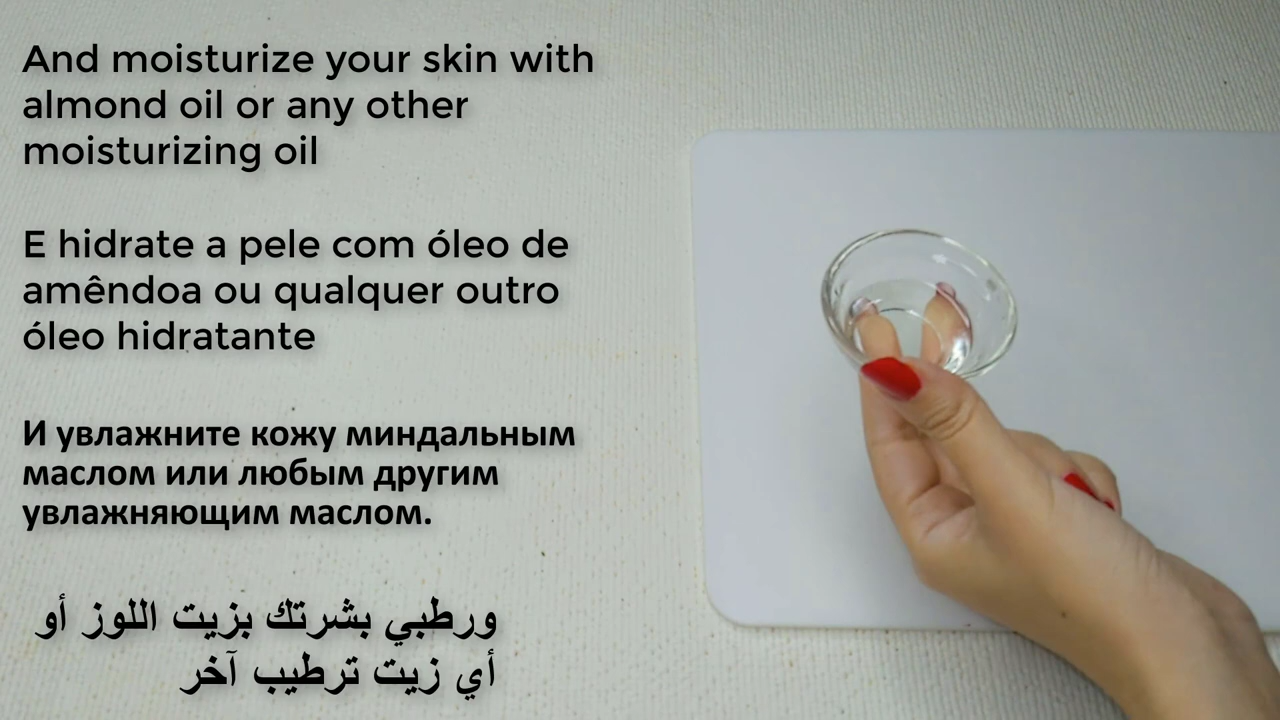 And moisturize your skin with
almond oil or any other
moisturizing oil
E hidrate a pele com óleo de
amêndoa ou qualquer outro
óleo hidratante
И увлажните кожу миндальным
маслом или любым другим
увлажняющим маслом.
ورطبي بشرتك بزيت اللوز أو
أي زيت ترطيب آخر